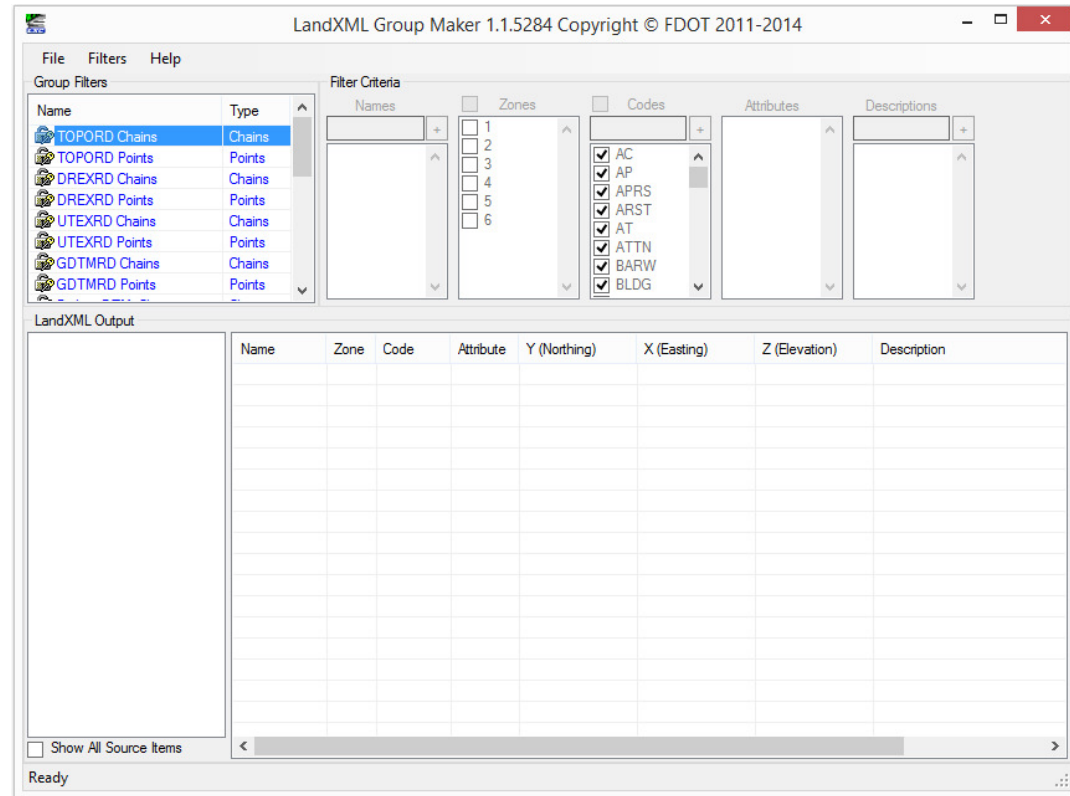 LandXML Group Maker 1.1.5284 Copyright © FDOT 2011-2014
File Filters Help
Group Filters
Name Type
TOPORD Chains Chains
TOPORD Points Points
DREXRD Chains Chains
DREXRD Points Points
UTEXRD Chains Chains
UTEXRD Points Points
GDTMRD Chains Chains
GDTMRD Points Points
Filter Criteria
Names
+
Zones
1
2
3
4
5
6
Codes
+
AC
AP
APRS
ARST
AT
ATTN
BARW
BLDG
Attributes
Descriptions
+
LandXML Output
Name Zone Code Attribute Y (Northing) X (Easting) Z (Elevation) Description
Show All Source Items
Ready